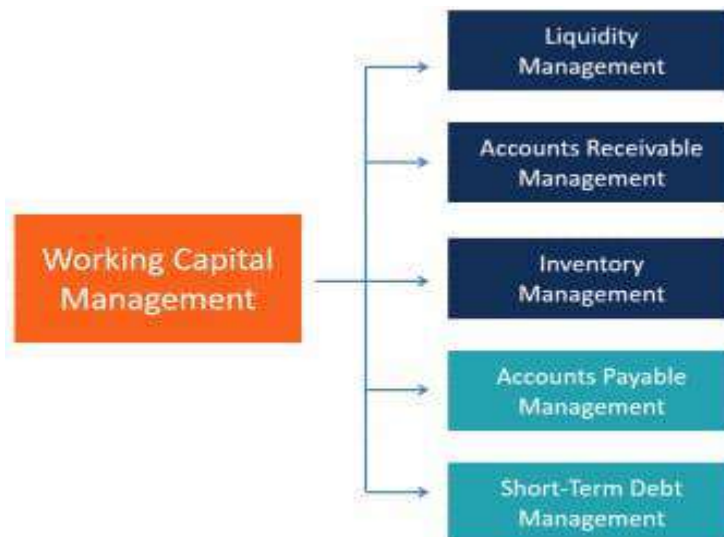 Liquidity
Management
Accounts Receivable
Management
Working Capital
Management
Inventory
Management
Accounts Payable
Management
Short-Term Debt
Management